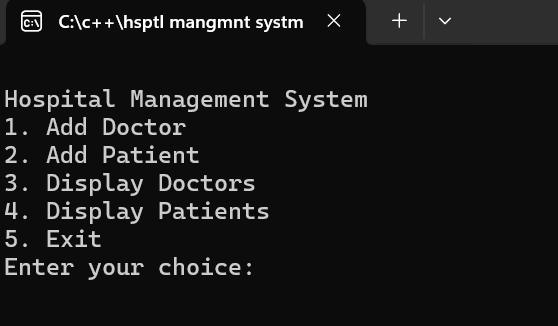 C:\c++\hsptl mangmnt systm
Hospital Management System
1. Add Doctor
2. Add Patient
3. Display Doctors
4. Display Patients
5. Exit
Enter your choice: